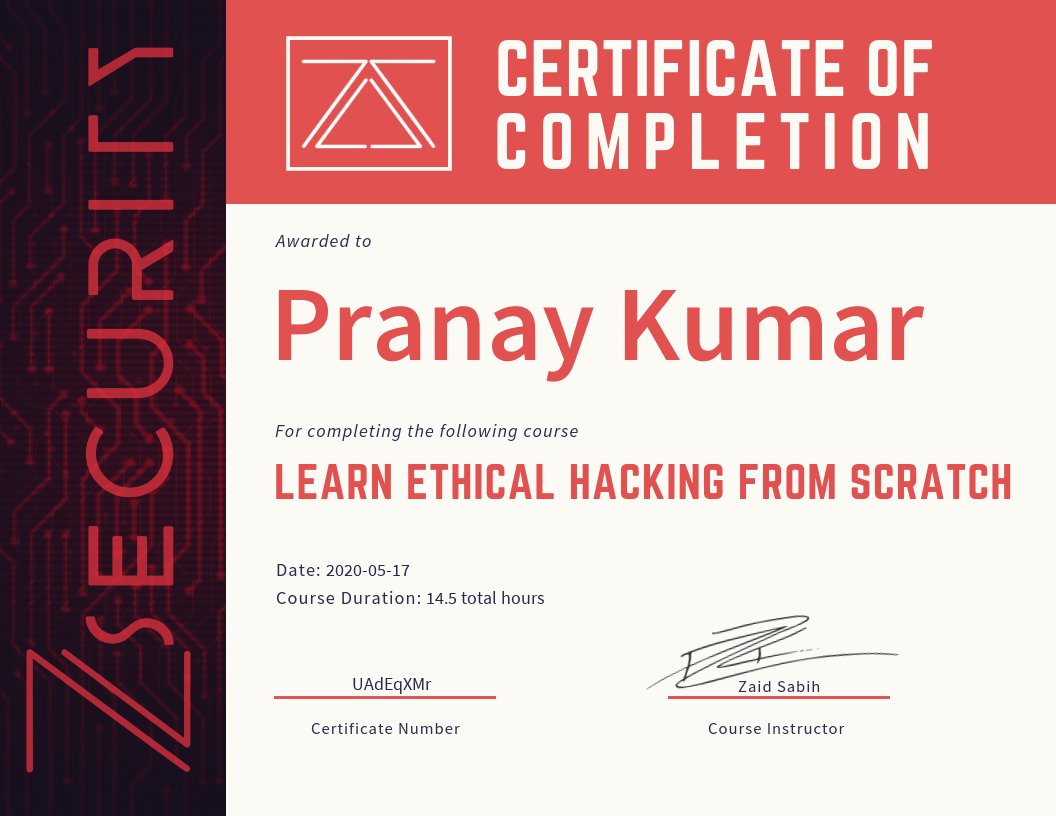 ZSECURITY
CERTIFICATE OF
COMPLETION
Awarded to
Pranay Kumar
For completing the following course
LEARN ETHICAL HACKING FROM SCRATCH
Date: 2020-05-17
Course Duration: 14.5 total hours
UAdEqXMr
Certificate Number
Zaid Sabih
Course Instructor